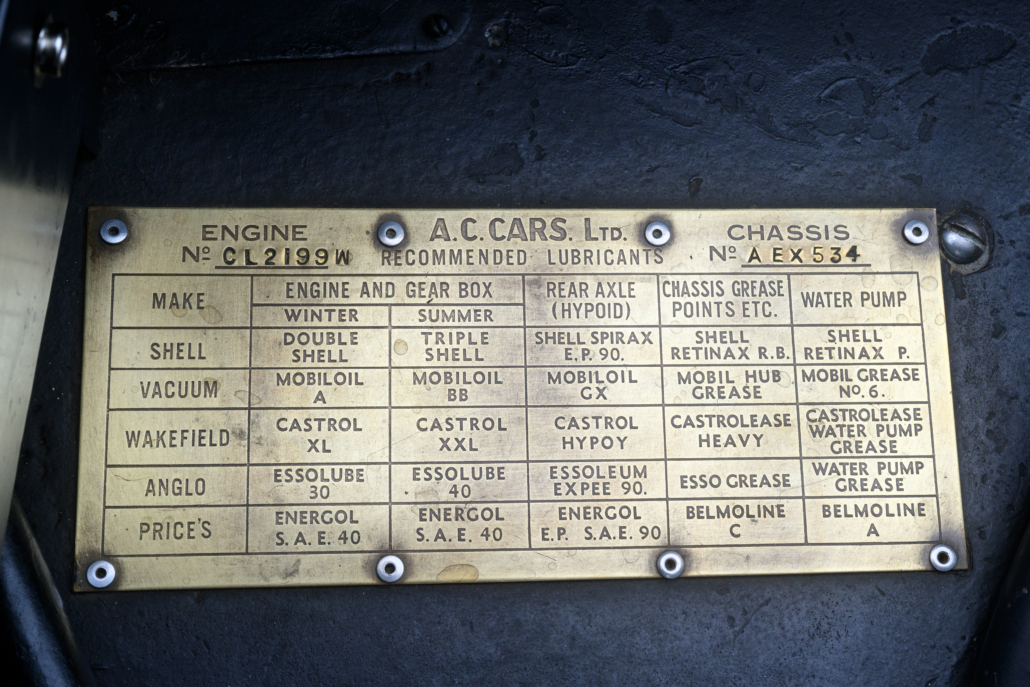 ENGINE A.C. CARS. LTD. CHASSIS
Nº CL2199W RECOMMENDED LUBRICANTS Nº AEX534
MAKE ENGINE AND GEAR BOX REAR AXLE (HYPOID) CHASSIS GREASE POINTS ETC. WATER PUMP
WINTER SUMMER
SHELL DOUBLE SHELL TRIPLE SHELL SHELL SPIRAX E.P. 90. SHELL RETINAX R.B. SHELL RETINAX P.
VACUUM MOBILOIL A MOBILOIL BB MOBILOIL GX MOBIL HUB GREASE MOBIL GREASE Nº. 6.
WAKEFIELD CASTROL XL CASTROL XXL CASTROL HYPOY CASTROLEASE HEAVY CASTROLEASE WATER PUMP GREASE
ANGLO ESSOLUBE 30 ESSOLUBE 40 ESSOLEUM EXPEE 90. ESSO GREASE WATER PUMP GREASE
PRICE'S ENERGOL S.A.E. 40 ENERGOL S.A.E. 40 ENERGOL E.P. S.A.E. 90 BELMOLINE C BELMOLINE A